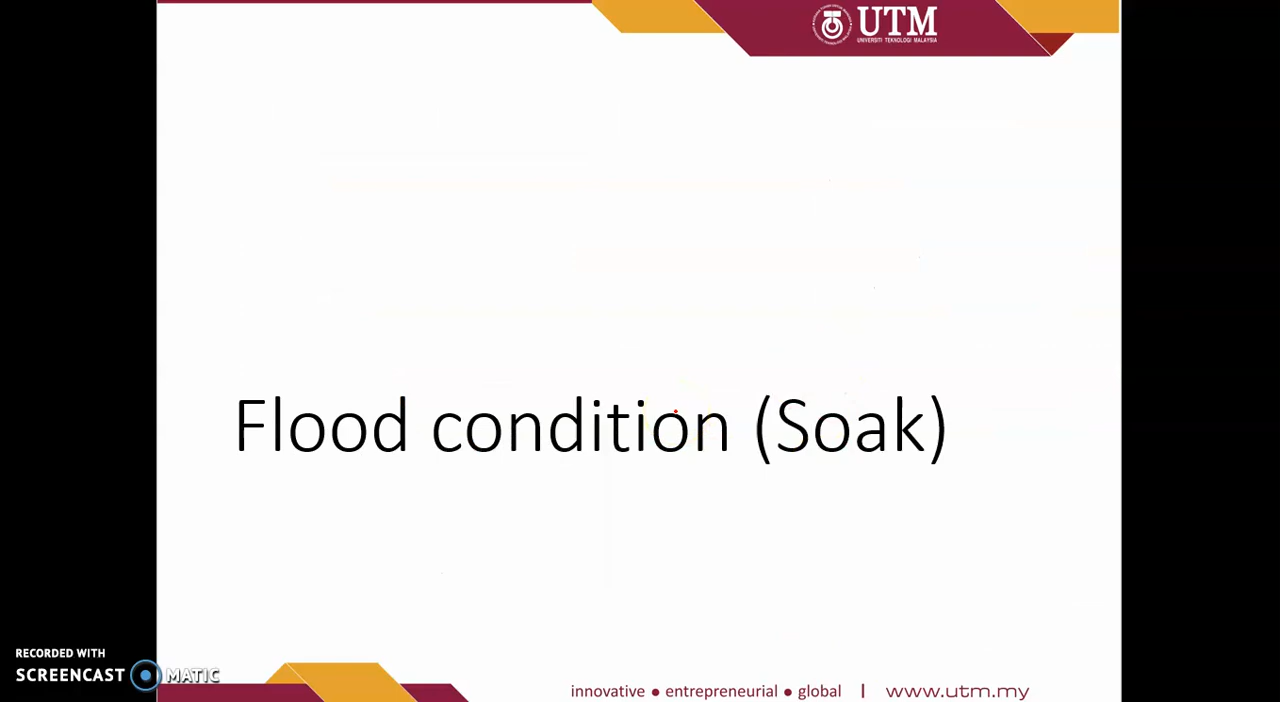 UTM
UNIVERSITI TEKNOLOGI MALAYSIA
Flood condition (Soak)
RECORDED WITH
SCREENCAST MATIC
innovative ● entrepreneurial ● global | www.utm.my